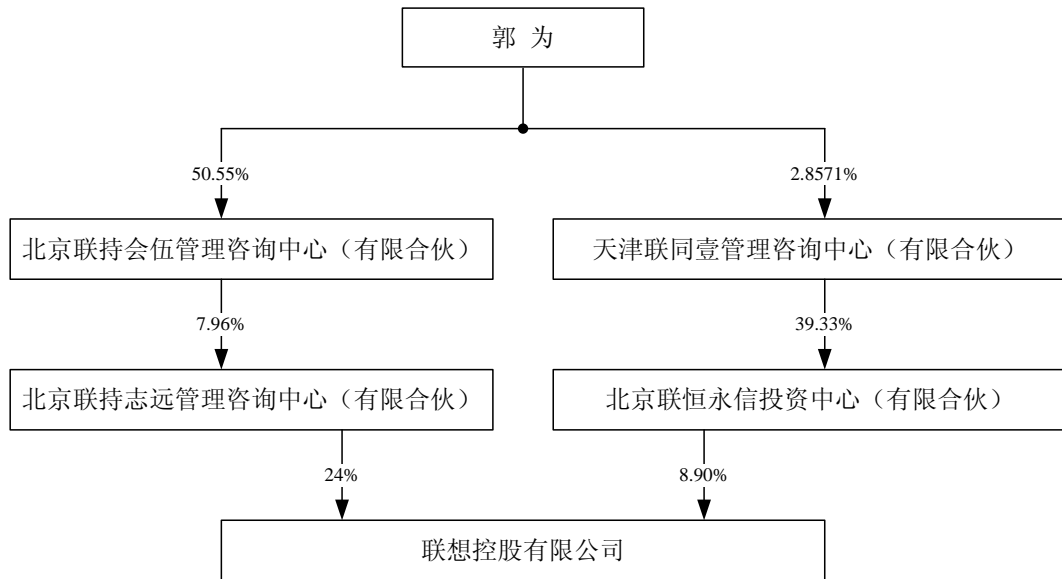 郭 为
50.55%
2.8571%
北京联持会伍管理咨询中心（有限合伙）
天津联同壹管理咨询中心（有限合伙）
7.96%
39.33%
北京联持志远管理咨询中心（有限合伙）
北京联恒永信投资中心（有限合伙）
24%
8.90%
联想控股有限公司